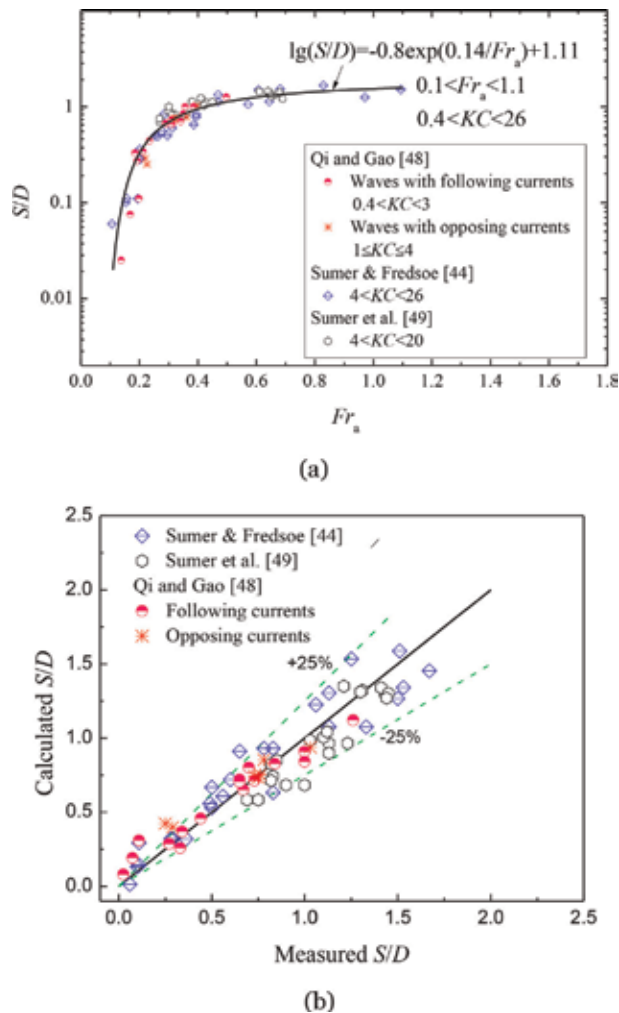 lg(S/D)=-0.8exp(0.14/Fr_a)+1.11
0.1<Fr_a<1.1
0.4<KC<26
Qi and Gao [48]
Waves with following currents
0.4<KC<3
Waves with opposing currents
1≤KC≤4
Sumer & Fredsoe [44]
4<KC<26
Sumer et al. [49]
4<KC<20
S/D
1
0.1
0.01
0.0 0.2 0.4 0.6 0.8 1.0 1.2 1.4 1.6 1.8
Fr_a
(a)
Sumer & Fredsoe [44]
Sumer et al. [49]
Qi and Gao [48]
Following currents
Opposing currents
+25%
-25%
Calculated S/D
2.5
2.0
1.5
1.0
0.5
0.0
0.0 0.5 1.0 1.5 2.0 2.5
Measured S/D
(b)